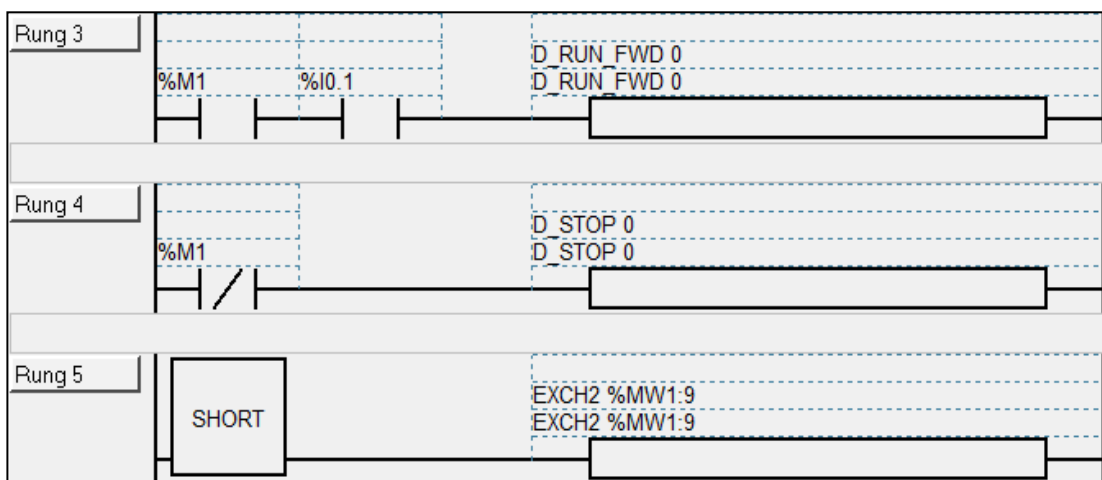 Rung 3
D_RUN_FWD 0
%M1 %I0.1 D_RUN_FWD 0
Rung 4
D_STOP 0
%M1 D_STOP 0
Rung 5
EXCH2 %MW1:9
SHORT EXCH2 %MW1:9